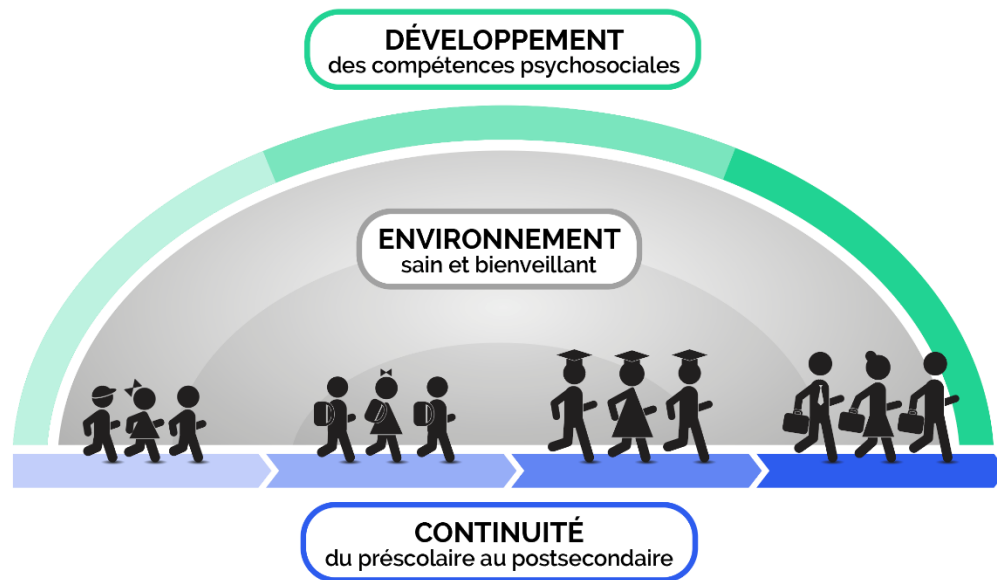 DÉVELOPPEMENT
des compétences psychosociales
ENVIRONNEMENT
sain et bienveillant
CONTINUITÉ
du préscolaire au postsecondaire